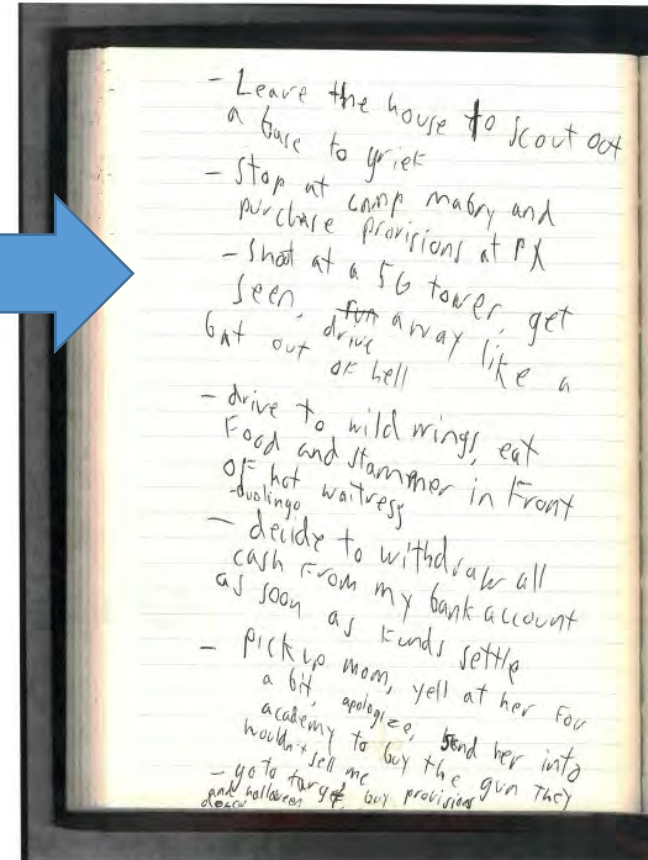 - Leave the house to scout out
a base to grief
- Stop at camp mabry and
purchase provisions at PX
- Shoot at a 5G tower, get
seen, fun away like a
drive
bat out of hell
- drive to wild wings, eat
Food and stammer in Front
of hot waitress
-duolingo
- decide to withdraw all
cash From my bank account
as soon as Funds settle
- pick up mom, yell at her For
a bit, apologize, send her into
academy to buy the gun They
wouldn't sell me
- go to target, buy provisions
and halloween